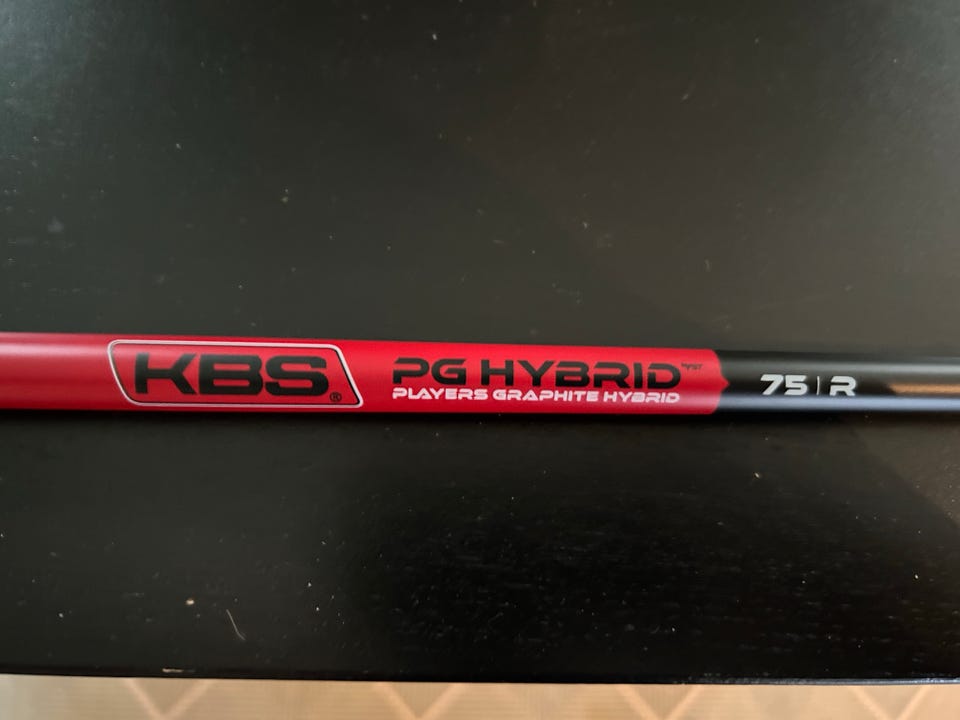 KBS®
PG HYBRID
PLAYERS GRAPHITE HYBRID
75 | R